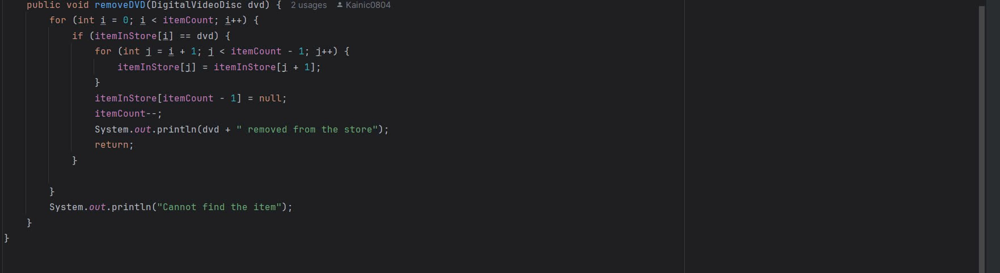 public void removeDVD(DigitalVideoDisc dvd) { 2 usages Kainic0804
for (int i = 0; i < itemCount; i++) {
if (itemInStore[i] == dvd) {
for (int j = i + 1; j < itemCount - 1; j++) {
itemInStore[j] = itemInStore[j + 1];
}
itemInStore[itemCount - 1] = null;
itemCount--;
System.out.println(dvd + " removed from the store");
return;
}
}
System.out.println("Cannot find the item");
}
}